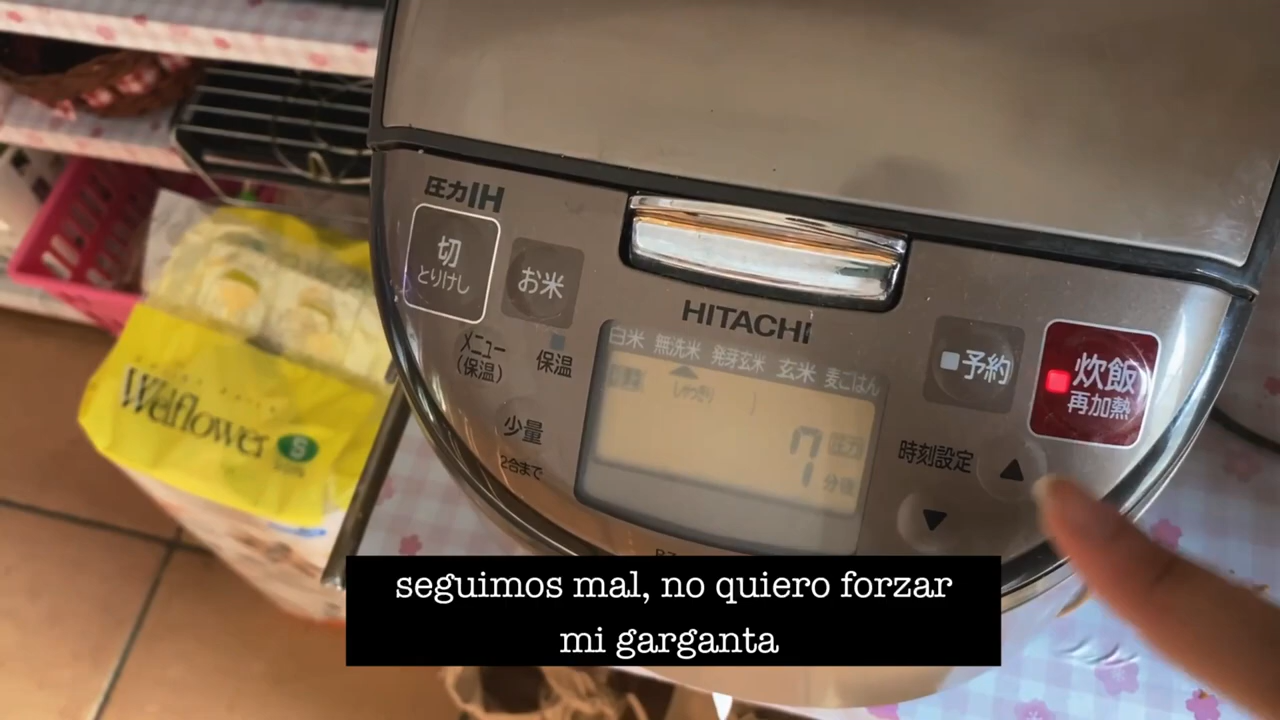 圧力IH
切
とりけし
お米
メニュー
(保温)
保温
少量
2合まで
HITACHI
白米 無洗米 発芽玄米 玄米 麦ごはん
しゃっきり
圧力
分後
予約
炊飯
再加熱
時刻設定
Welflower
S
seguimos mal, no quiero forzar
mi garganta